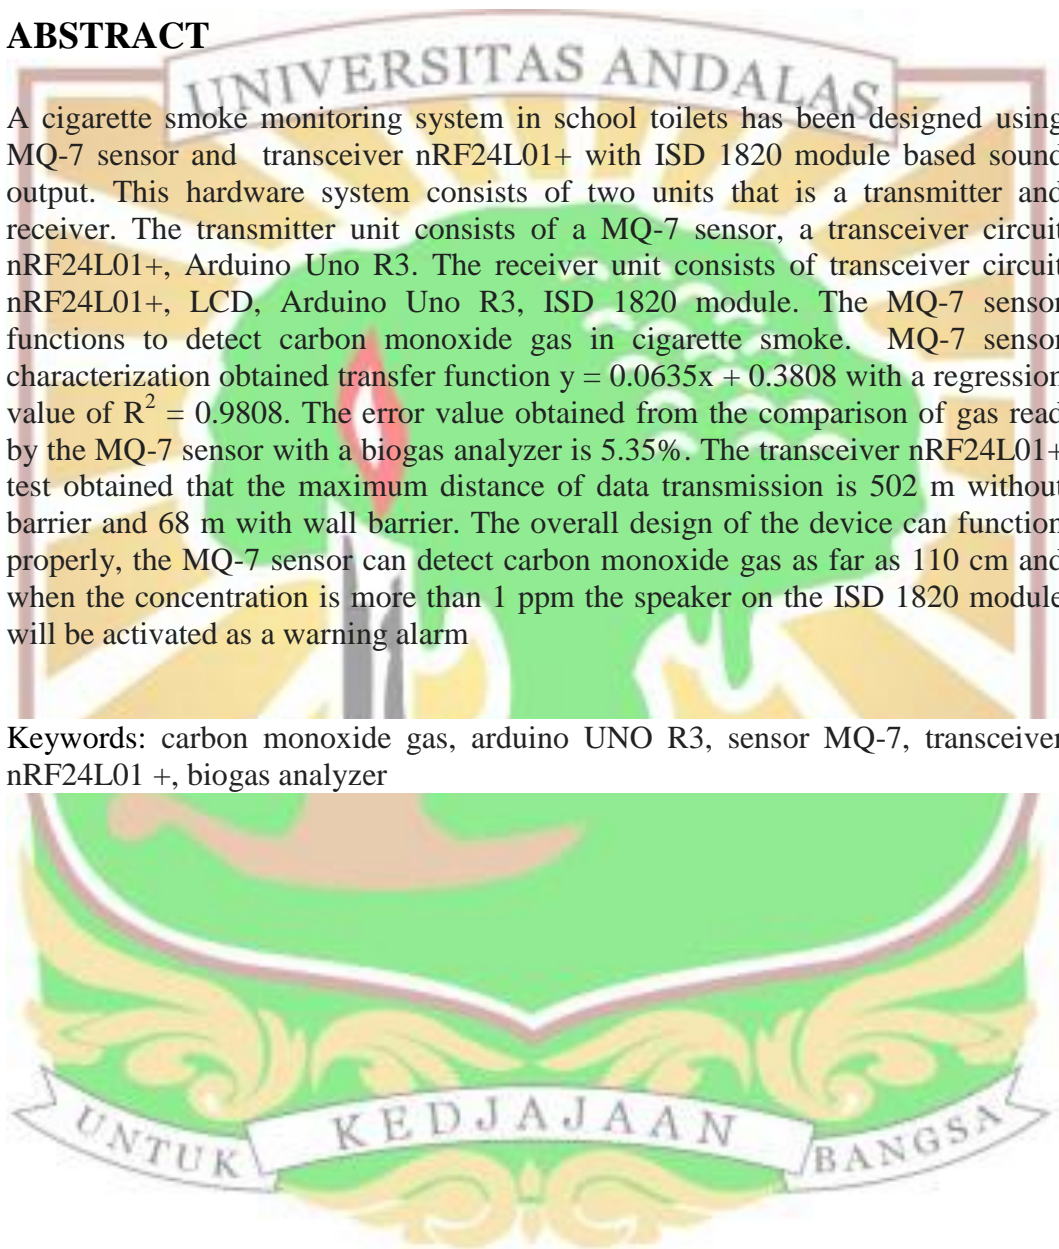 ABSTRACT
UNIVERSITAS ANDALAS
A cigarette smoke monitoring system in school toilets has been designed using
MQ-7 sensor and transceiver nRF24L01+ with ISD 1820 module based sound
output. This hardware system consists of two units that is a transmitter and
receiver. The transmitter unit consists of a MQ-7 sensor, a transceiver circuit
nRF24L01+, Arduino Uno R3. The receiver unit consists of transceiver circuit
nRF24L01+, LCD, Arduino Uno R3, ISD 1820 module. The MQ-7 sensor
functions to detect carbon monoxide gas in cigarette smoke. MQ-7 sensor
characterization obtained transfer function y = 0.0635x + 0.3808 with a regression
value of R² = 0.9808. The error value obtained from the comparison of gas read
by the MQ-7 sensor with a biogas analyzer is 5.35%. The transceiver nRF24L01+
test obtained that the maximum distance of data transmission is 502 m without
barrier and 68 m with wall barrier. The overall design of the device can function
properly, the MQ-7 sensor can detect carbon monoxide gas as far as 110 cm and
when the concentration is more than 1 ppm the speaker on the ISD 1820 module
will be activated as a warning alarm
Keywords: carbon monoxide gas, arduino UNO R3, sensor MQ-7, transceiver
nRF24L01 +, biogas analyzer
UNTUK KEDJAJAAN BANGSA